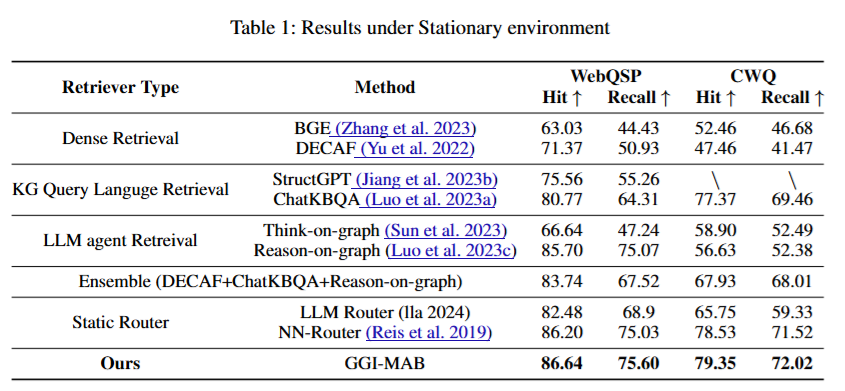 Table 1: Results under Stationary environment
Retriever Type Method WebQSP CWQ
Hit ↑ Recall ↑ Hit ↑ Recall ↑
Dense Retrieval BGE (Zhang et al. 2023) 63.03 44.43 52.46 46.68
DECAF (Yu et al. 2022) 71.37 50.93 47.46 41.47
KG Query Languge Retrieval StructGPT (Jiang et al. 2023b) 75.56 55.26 \ \
ChatKBQA (Luo et al. 2023a) 80.77 64.31 77.37 69.46
LLM agent Retreival Think-on-graph (Sun et al. 2023) 66.64 47.24 58.90 52.49
Reason-on-graph (Luo et al. 2023c) 85.70 75.07 56.63 52.38
Ensemble (DECAF+ChatKBQA+Reason-on-graph) 83.74 67.52 67.93 68.01
Static Router LLM Router (lla 2024) 82.48 68.9 65.75 59.33
NN-Router (Reis et al. 2019) 86.20 75.03 78.53 71.52
Ours GGI-MAB 86.64 75.60 79.35 72.02